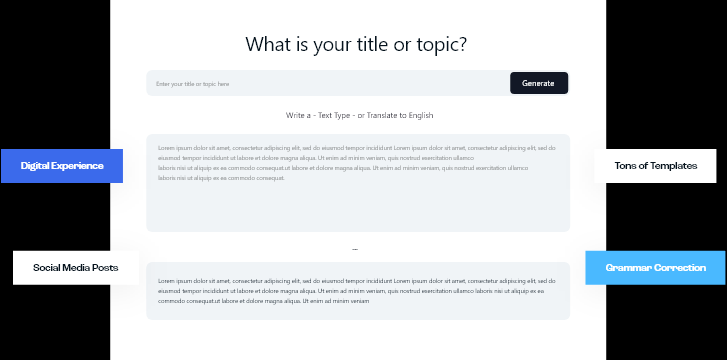 What is your title or topic?
Enter your title or topic here
Generate
Write a - Text Type - or Translate to English
Lorem ipsum dolor sit amet, consectetur adipiscing elit, sed do eiusmod tempor incididunt Lorem ipsum dolor sit amet, consectetur adipiscing elit, sed do
eiusmod tempor incididunt ut labore et dolore magna aliqua. Ut enim ad minim veniam, quis nostrud exercitation ullamco
laboris nisi ut aliquip ex ea commodo consequat.ut labore et dolore magna aliqua. Ut enim ad minim veniam, quis nostrud exercitation ullamco
laboris nisi ut aliquip ex ea commodo consequat.
Digital Experience
Tons of Templates
Social Media Posts
Grammar Correction
Lorem ipsum dolor sit amet, consectetur adipiscing elit, sed do eiusmod tempor incididunt Lorem ipsum dolor sit amet, consectetur adipiscing elit, sed do
eiusmod tempor incididunt ut labore et dolore magna aliqua. Ut enim ad minim veniam, quis nostrud exercitation ullamco laboris nisi ut aliquip ex ea
commodo consequat.ut labore et dolore magna aliqua. Ut enim ad minim veniam